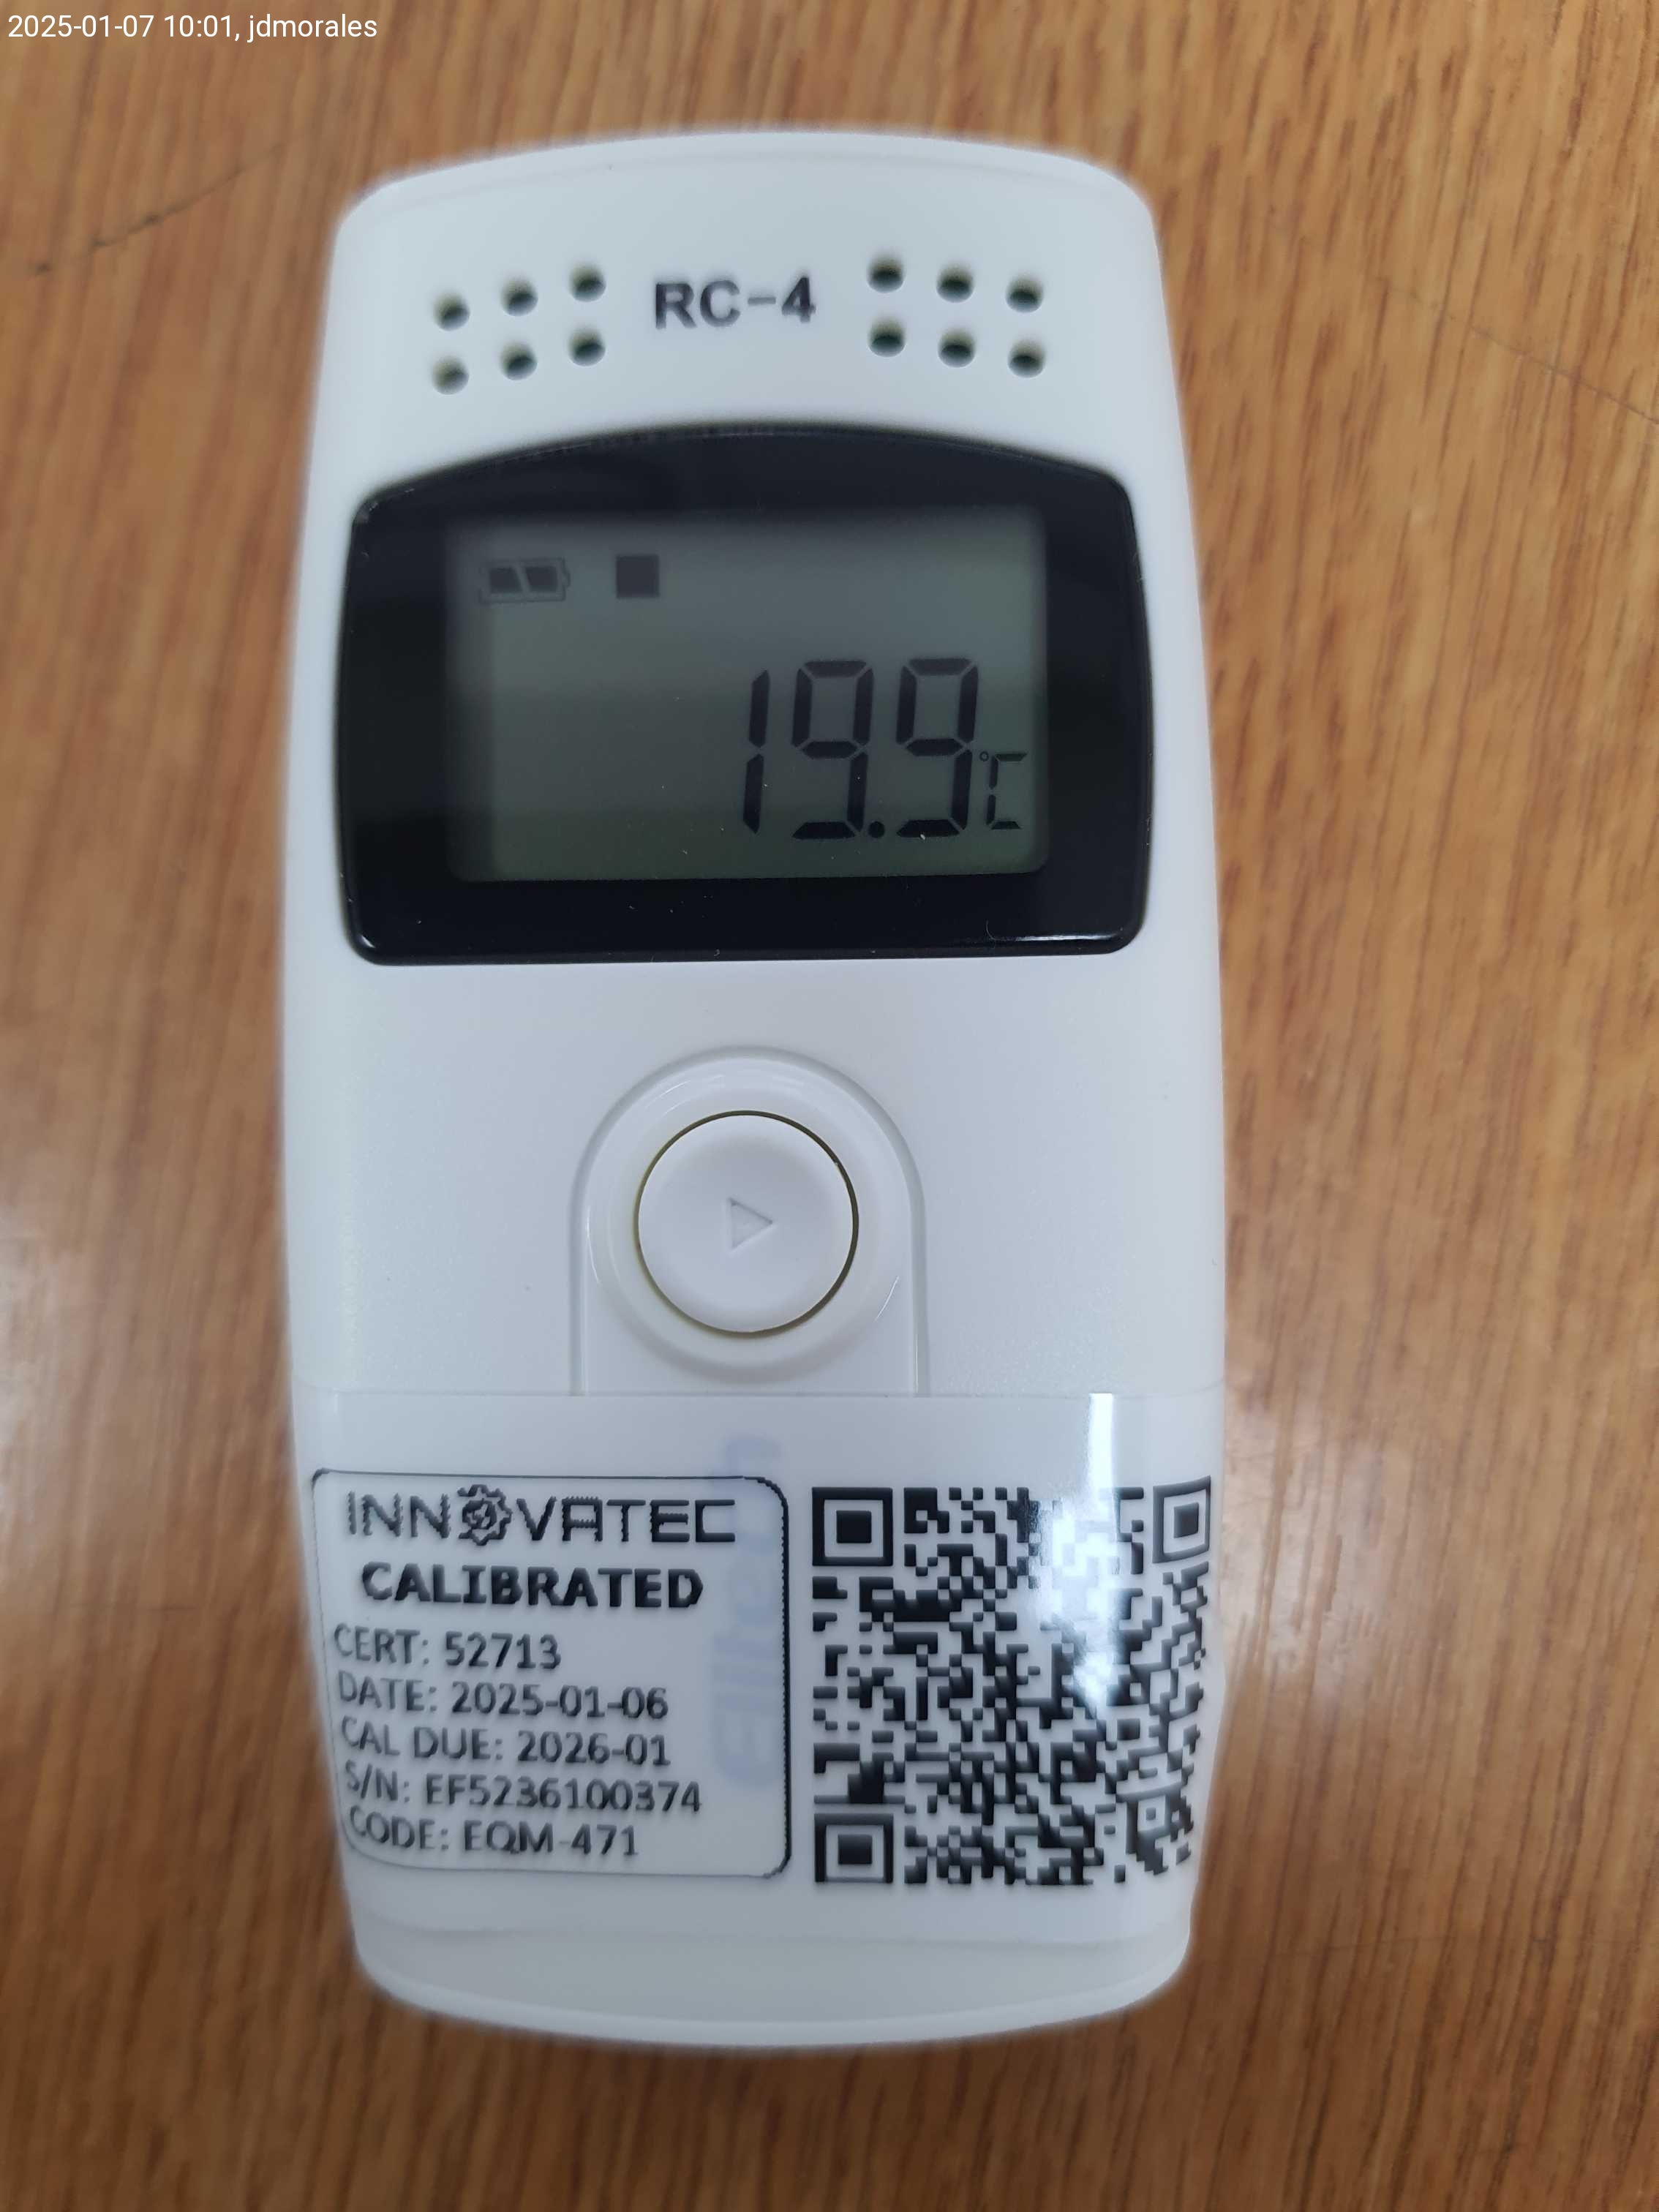 2025-01-07 10:01, jdmorales
RC-4
19.9°C
INNOVATEC
CALIBRATED
CERT: 52713
DATE: 2025-01-06
CAL DUE: 2026-01
S/N: EF5236100374
CODE: EQM-471